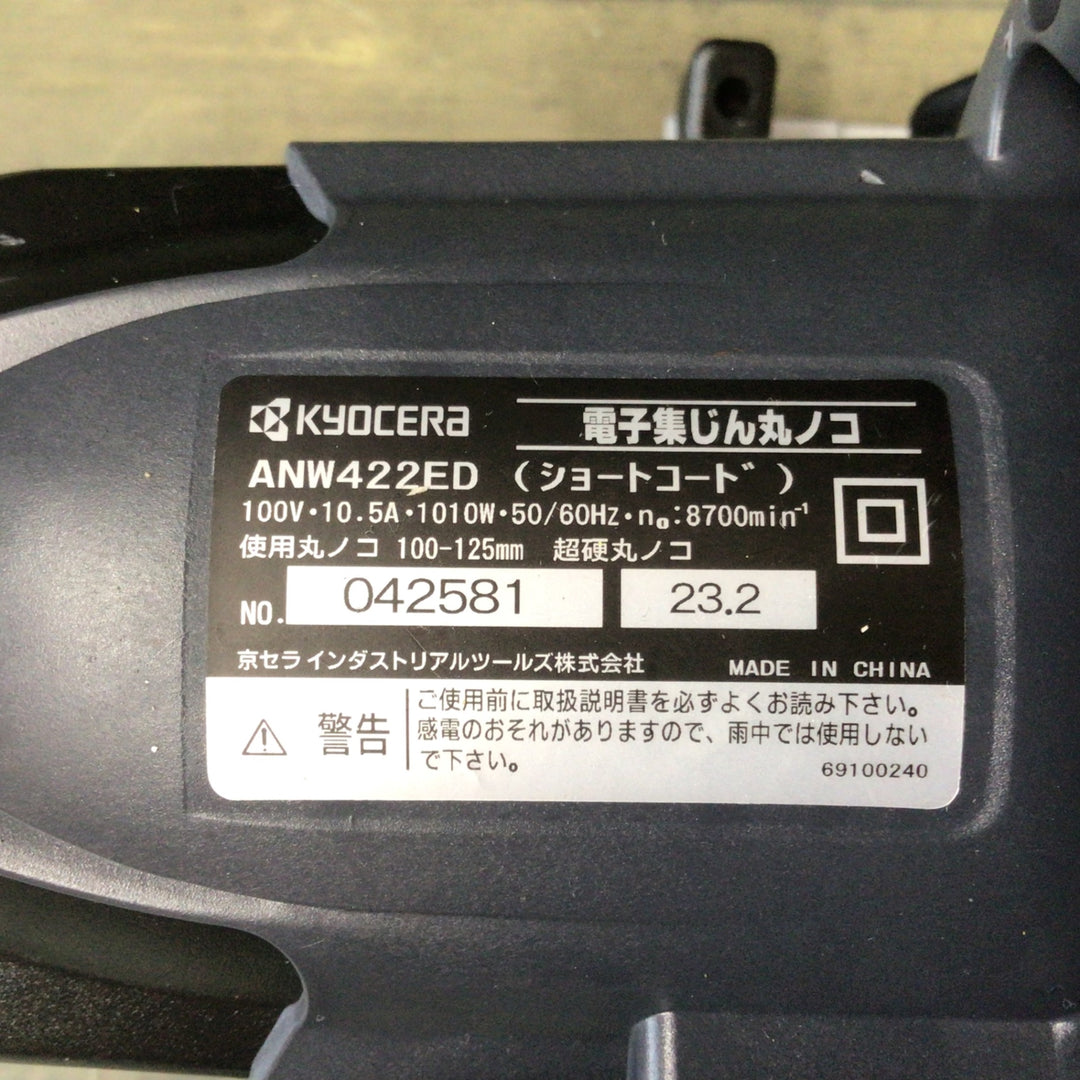 KYOCERA 電子集じん丸ノコ
ANW422ED (ショートコード)
100V・10.5A・1010W・50/60Hz・n₀:8700min⁻¹
使用丸ノコ 100-125mm 超硬丸ノコ
NO. 042581 23.2
京セラ インダストリアルツールズ株式会社 MADE IN CHINA
警告
ご使用前に取扱説明書を必ずよくお読み下さい。
感電のおそれがありますので、雨中では使用しない
で下さい。
69100240